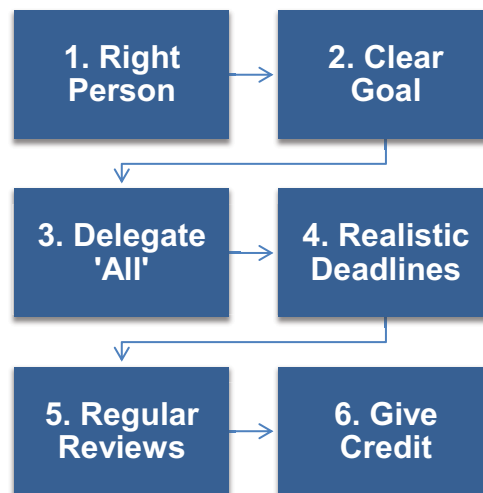 1. Right
Person
2. Clear
Goal
3. Delegate
'All'
4. Realistic
Deadlines
5. Regular
Reviews
6. Give
Credit